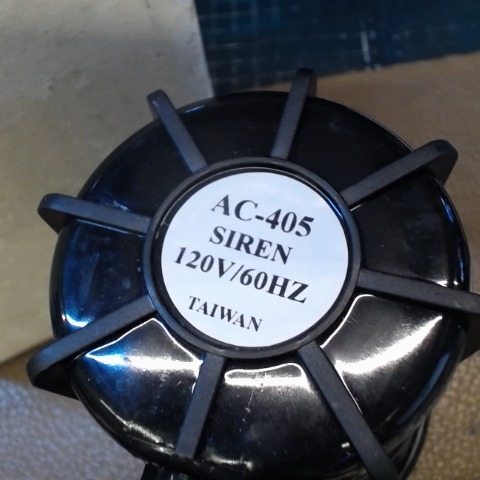 AC-405
SIREN
120V/60HZ
TAIWAN